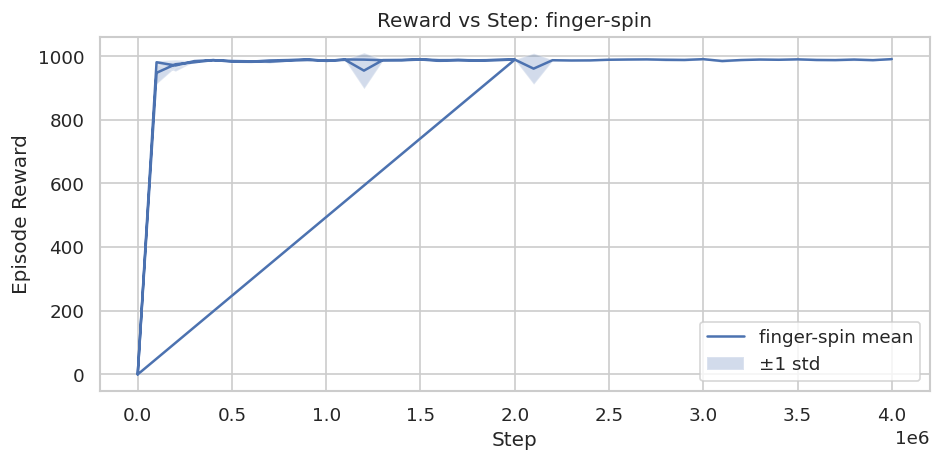 Reward vs Step: finger-spin
Episode Reward
1000
800
600
400
200
0
finger-spin mean
±1 std
0.0 0.5 1.0 1.5 2.0 2.5 3.0 3.5 4.0
1e6
Step